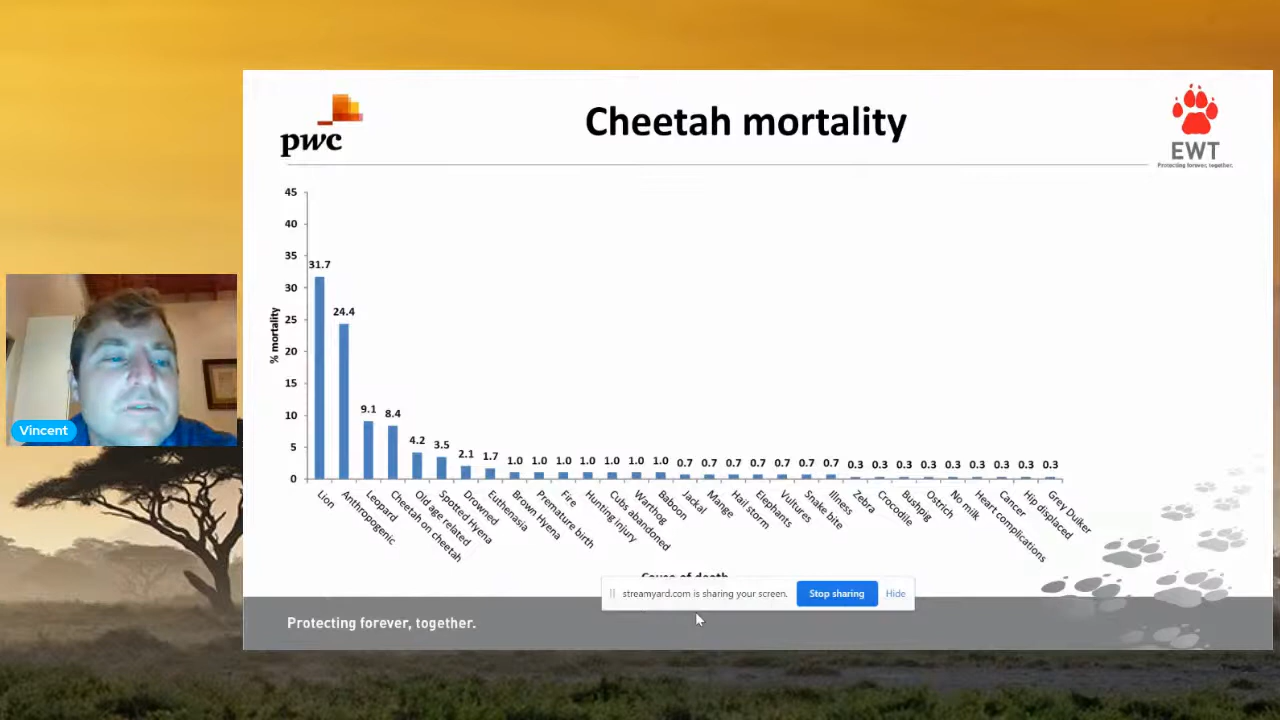 pwc
Cheetah mortality
EWT
Protecting forever, together.
% mortality
45
40
35
30
25
20
15
10
5
0
31.7
24.4
9.1
8.4
4.2
3.5
2.1
1.7
1.0
1.0
1.0
1.0
1.0
1.0
1.0
0.7
0.7
0.7
0.7
0.7
0.7
0.7
0.3
0.3
0.3
0.3
0.3
0.3
0.3
0.3
0.3
Lion
Anthropogenic
Leopard
Cheetah on cheetah
Old age related
Spotted Hyena
Drowned
Euthenasia
Brown Hyena
Premature birth
Fire
Hunting injury
Cubs abandoned
Warthog
Baboon
Jackal
Mange
Hail storm
Elephants
Vultures
Snake bite
Illness
Zebra
Crocodile
Bushpig
Ostrich
No milk
Heart complications
Cancer
Hip displaced
Grey Duiker
Cause of death
streamyard.com is sharing your screen.
Stop sharing
Hide
Protecting forever, together.
Vincent